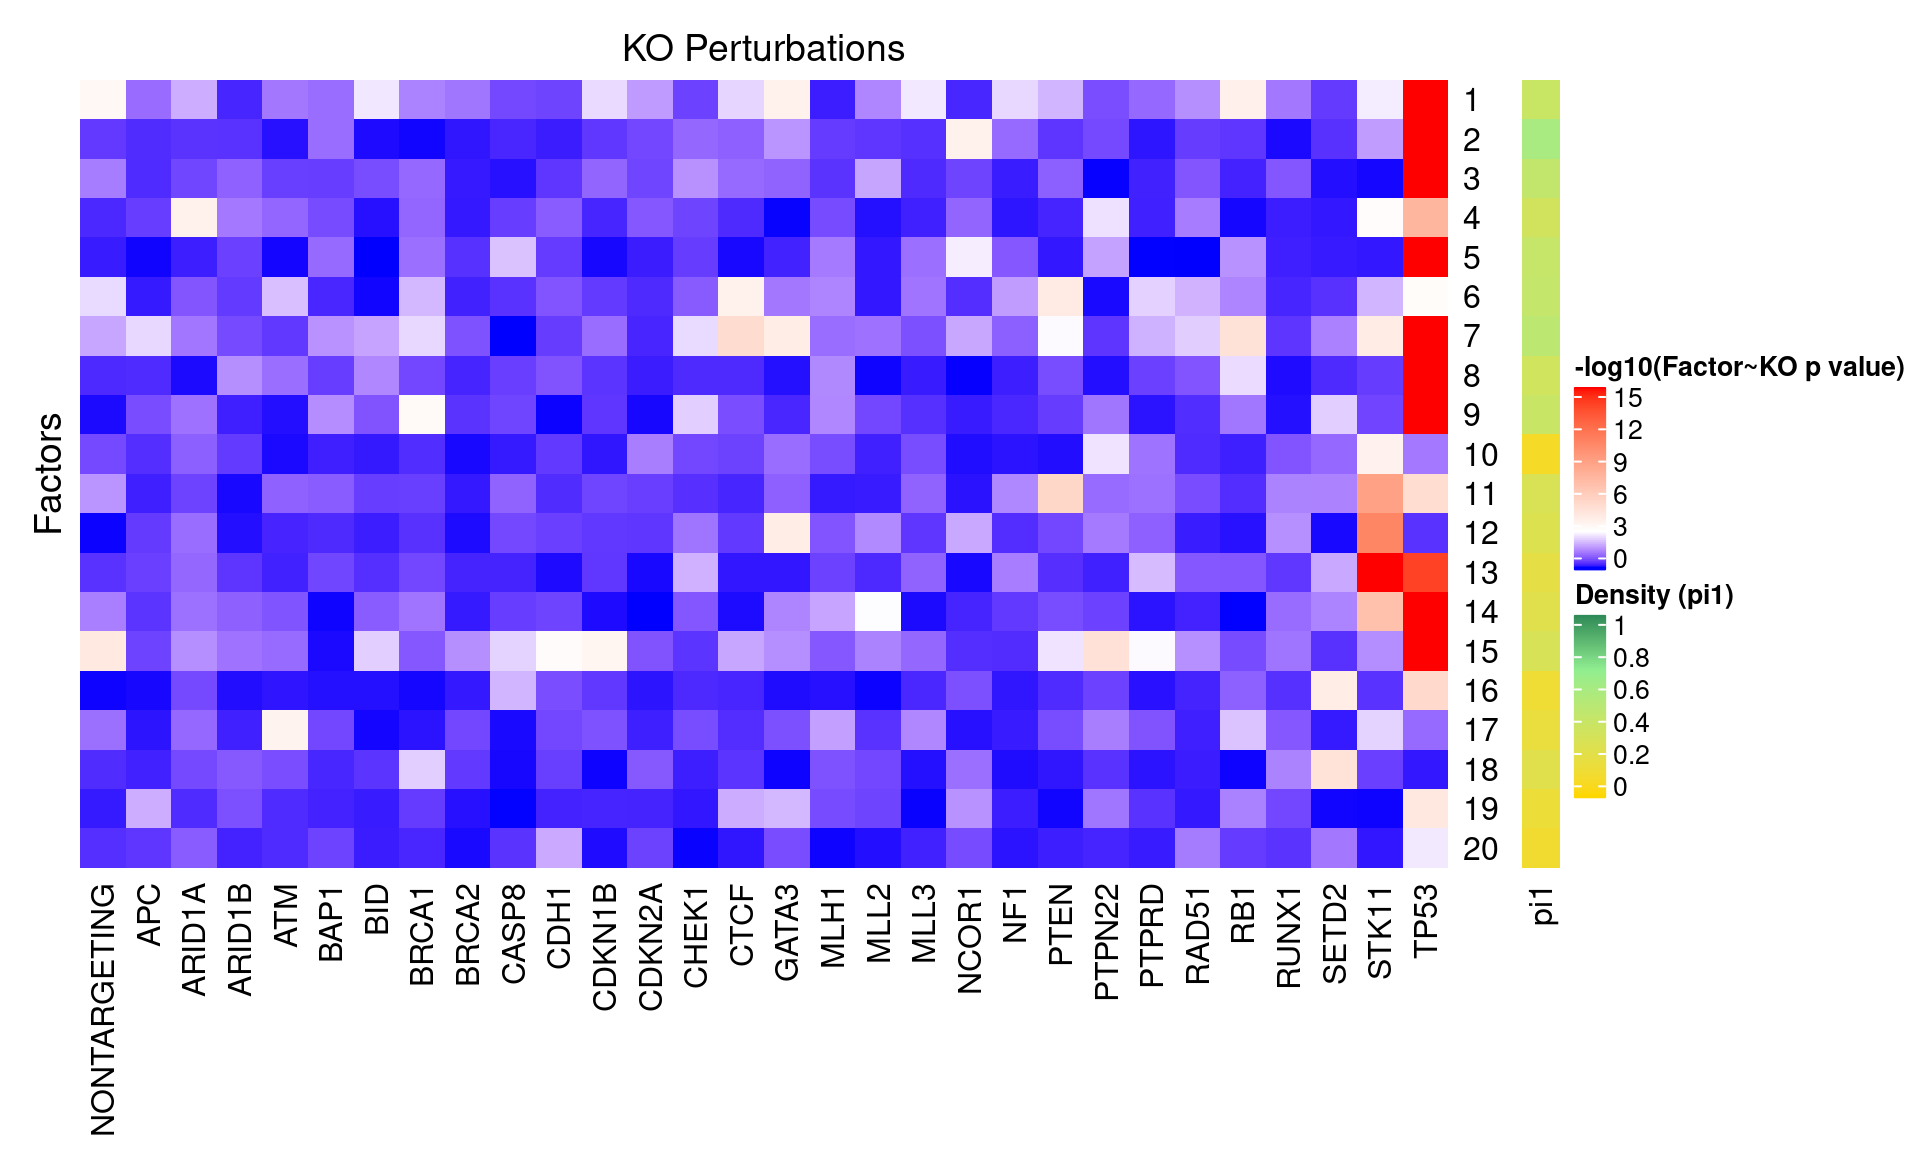 KO Perturbations
Factors
1
2
3
4
5
6
7
8
9
10
11
12
13
14
15
16
17
18
19
20
NONTARGETING
APC
ARID1A
ARID1B
ATM
BAP1
BID
BRCA1
BRCA2
CASP8
CDH1
CDKN1B
CDKN2A
CHEK1
CTCF
GATA3
MLH1
MLL2
MLL3
NCOR1
NF1
PTEN
PTPN22
PTPRD
RAD51
RB1
RUNX1
SETD2
STK11
TP53
pi1
-log10(Factor~KO p value)
15
12
9
6
3
0
Density (pi1)
1
0.8
0.6
0.4
0.2
0